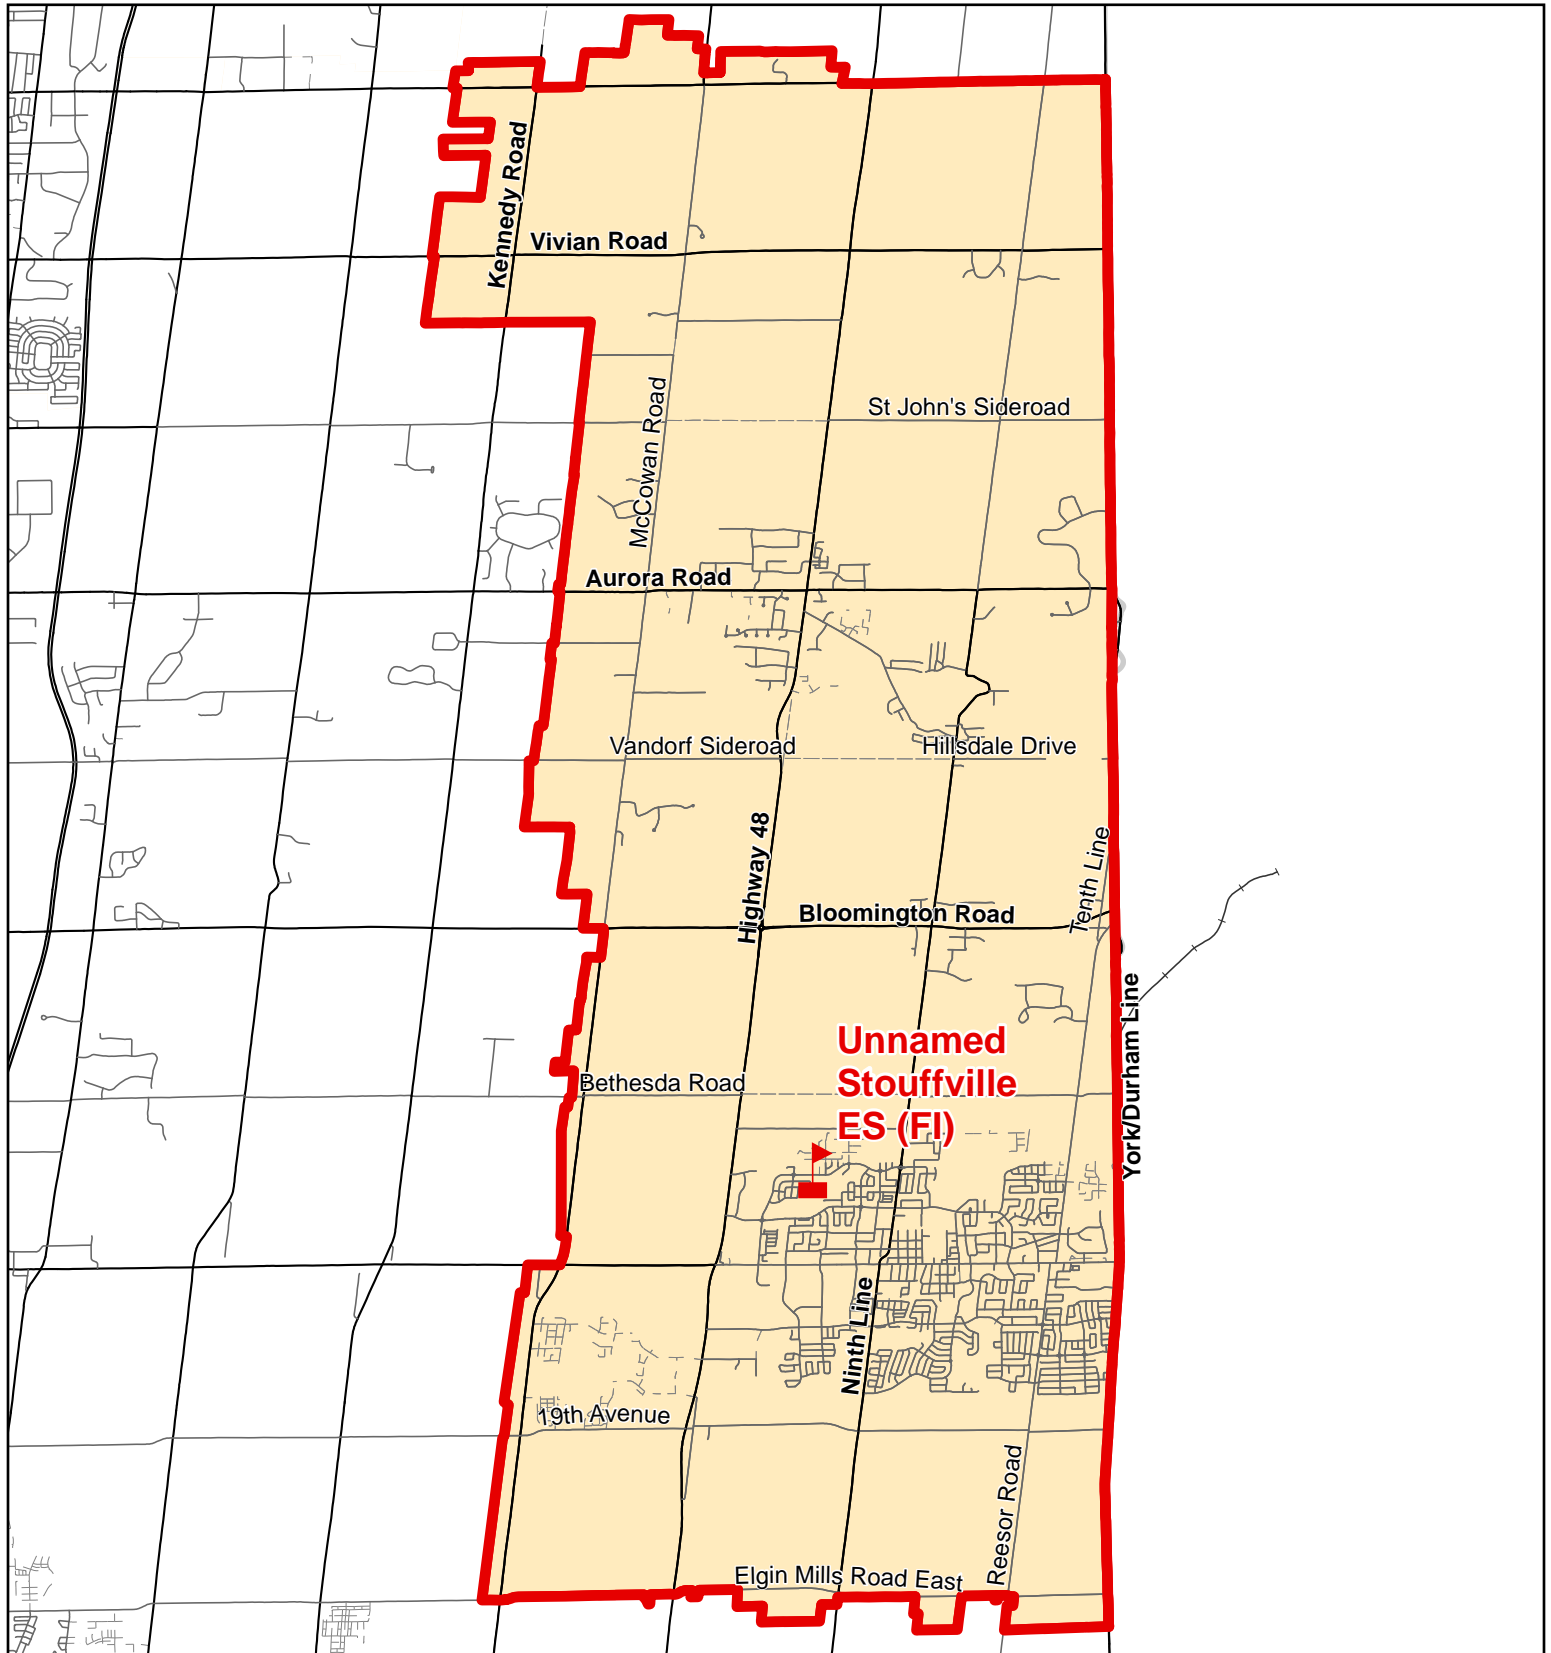 Kennedy Road
Vivian Road
St John's Sideroad
McCowan Road
Aurora Road
Vandorf Sideroad
Hillsdale Drive
Highway 48
Tenth Line
Bloomington Road
York/Durham Line
Unnamed
Stouffville
ES (FI)
Bethesda Road
Ninth Line
19th Avenue
Reesor Road
Elgin Mills Road East